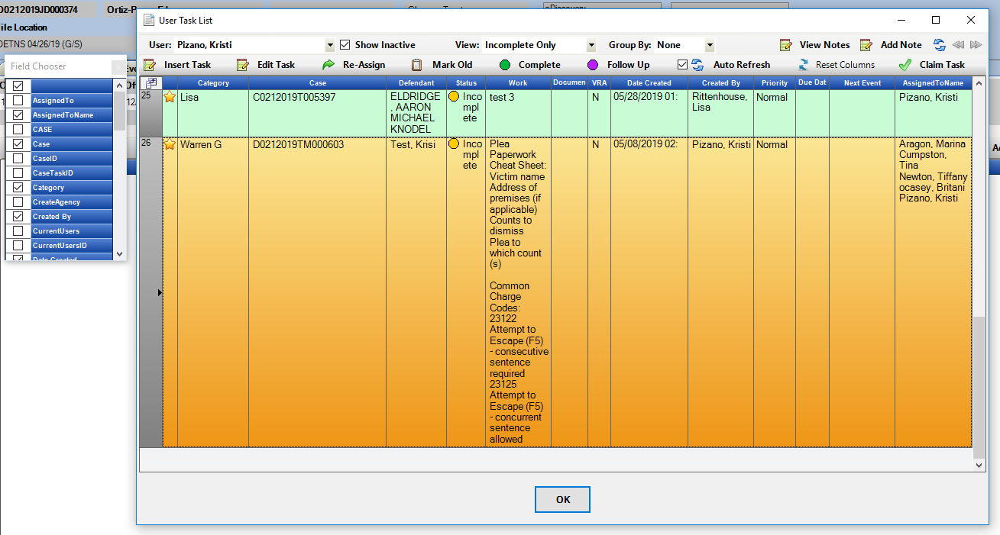 D0212019JD000374
ile Location
DETNS 04/26/19 (G/S)
User Task List
User: Pizano, Kristi Show Inactive View: Incomplete Only Group By: None View Notes Add Note
Insert Task Edit Task Re-Assign Mark Old Complete Follow Up Auto Refresh Reset Columns Claim Task
Field Chooser
AssignedTo
AssignedToName
CASE
Case
CaseID
CaseTaskID
Category
CreateAgency
Created By
CurrentUsers
CurrentUsersID
Date Created
Category Case Defendant Status Work Documen VRA Date Created Created By Priority Due Dat Next Event AssignedToName
25 Lisa C0212019T005397 ELDRIDGE Inco test 3 N 05/28/2019 01: Rittenhouse, Normal Pizano, Kristi
, AARON mpl Lisa
MICHAEL ete
KNODEL
26 Warren G D0212019TM000603 Test, Krisi Inco Plea N 05/08/2019 02: Pizano, Kristi Normal Aragon, Marina
mpl Paperwork Cumpston,
ete Cheat Sheet: Tina
Victim name Newton, Tiffany
Address of ocasey, Britani
premises (if Pizano, Kristi
applicable)
Counts to
dismiss
Plea to
which count
(s)
Common
Charge
Codes:
23122
Attempt to
Escape (F5)
- consecutive
sentence
required
23125
Attempt to
Escape (F5)
- concurrent
sentence
allowed
OK